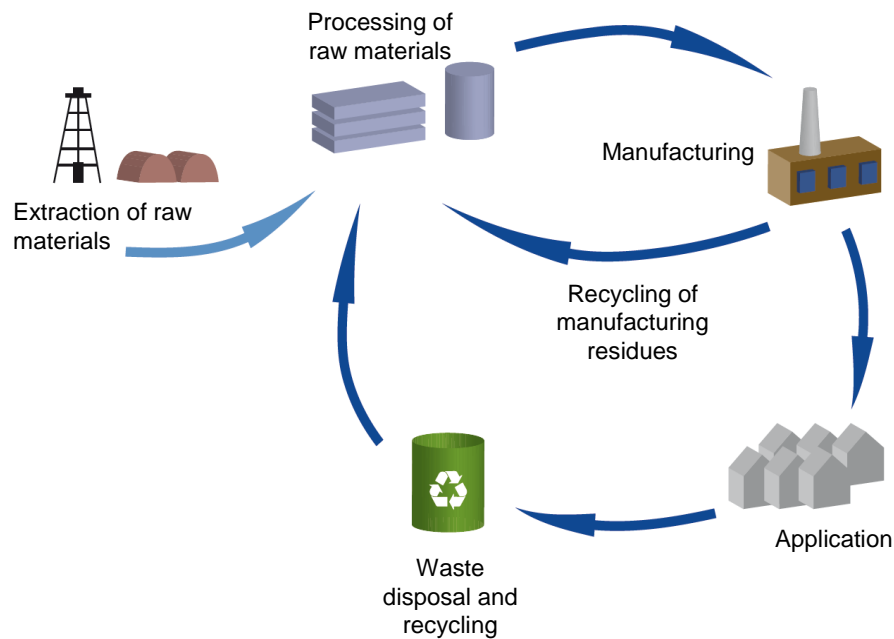 Processing of
raw materials
Manufacturing
Extraction of raw
materials
Recycling of
manufacturing
residues
Application
Waste
disposal and
recycling